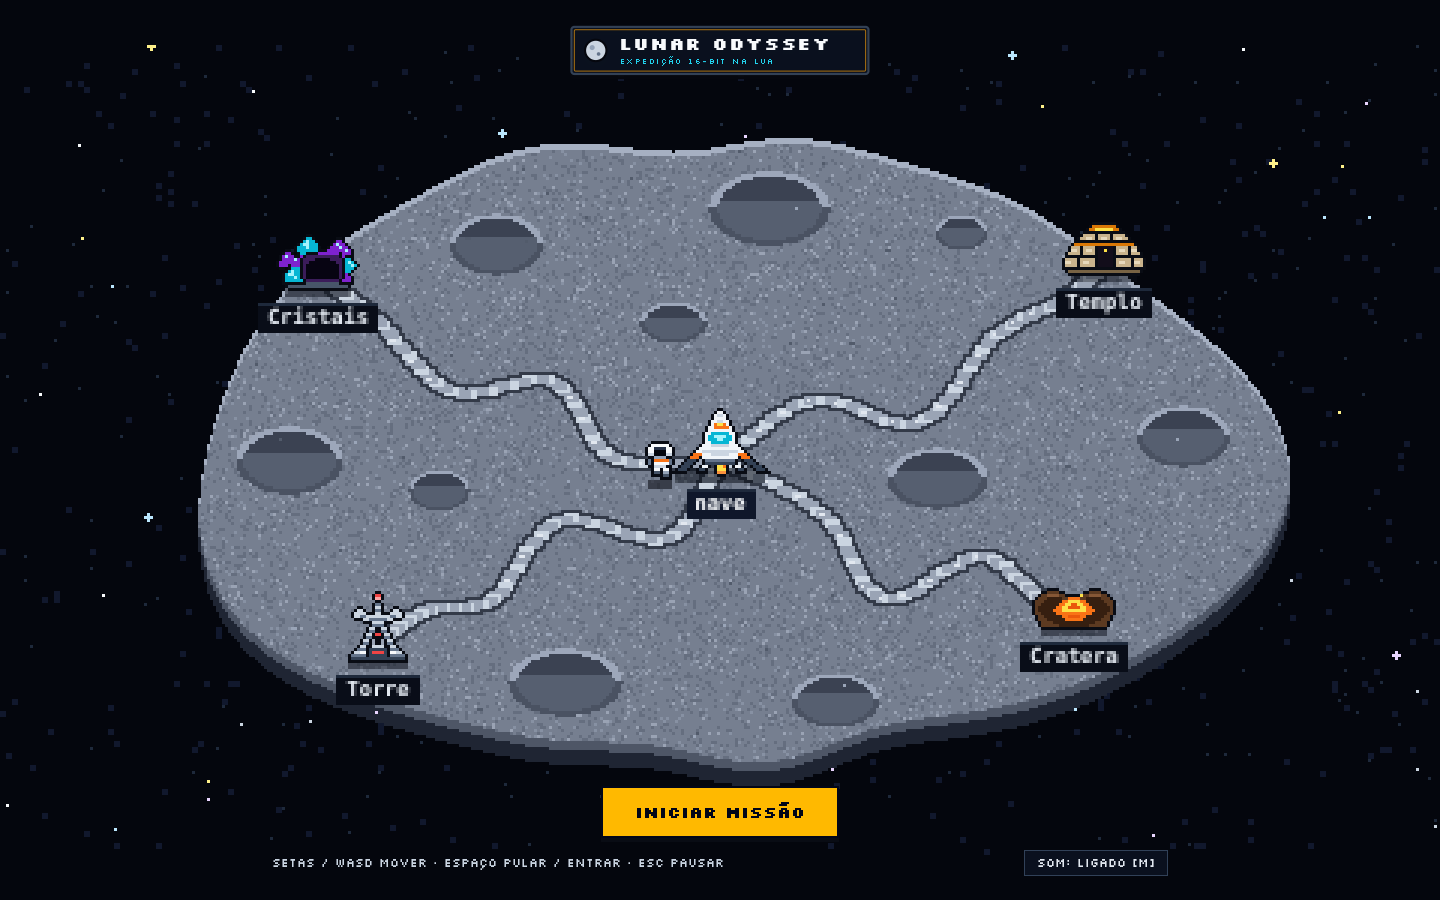 LUNAR ODYSSEY
EXPEDIÇÃO 16-BIT NA LUA
Cristais
Templo
nave
Cratera
Torre
INICIAR MISSÃO
SETAS / WASD MOVER · ESPAÇO PULAR / ENTRAR · ESC PAUSAR
SOM: LIGADO [M]